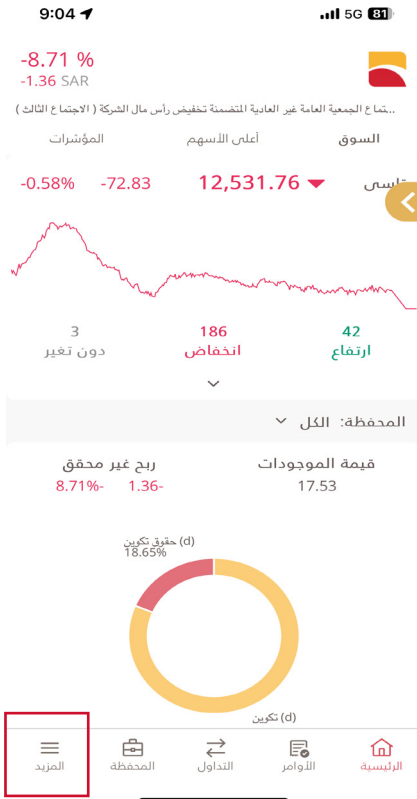 9:04
5G 81
-8.71 %
-1.36 SAR
...تماع الجمعية العامة غير العادية المتضمنة تخفيض رأس مال الشركة ( الاجتماع الثالث )
السوق أعلى الأسهم المؤشرات
تاسي 12,531.76 -72.83 -0.58%
42 186 3
ارتفاع انخفاض دون تغير
المحفظة: الكل
قيمة الموجودات ربح غير محقق
17.53 1.36- 8.71%-
(d) حقوق تكوين
18.65%
(d) تكوين
الرئيسية الأوامر التداول المحفظة المزيد